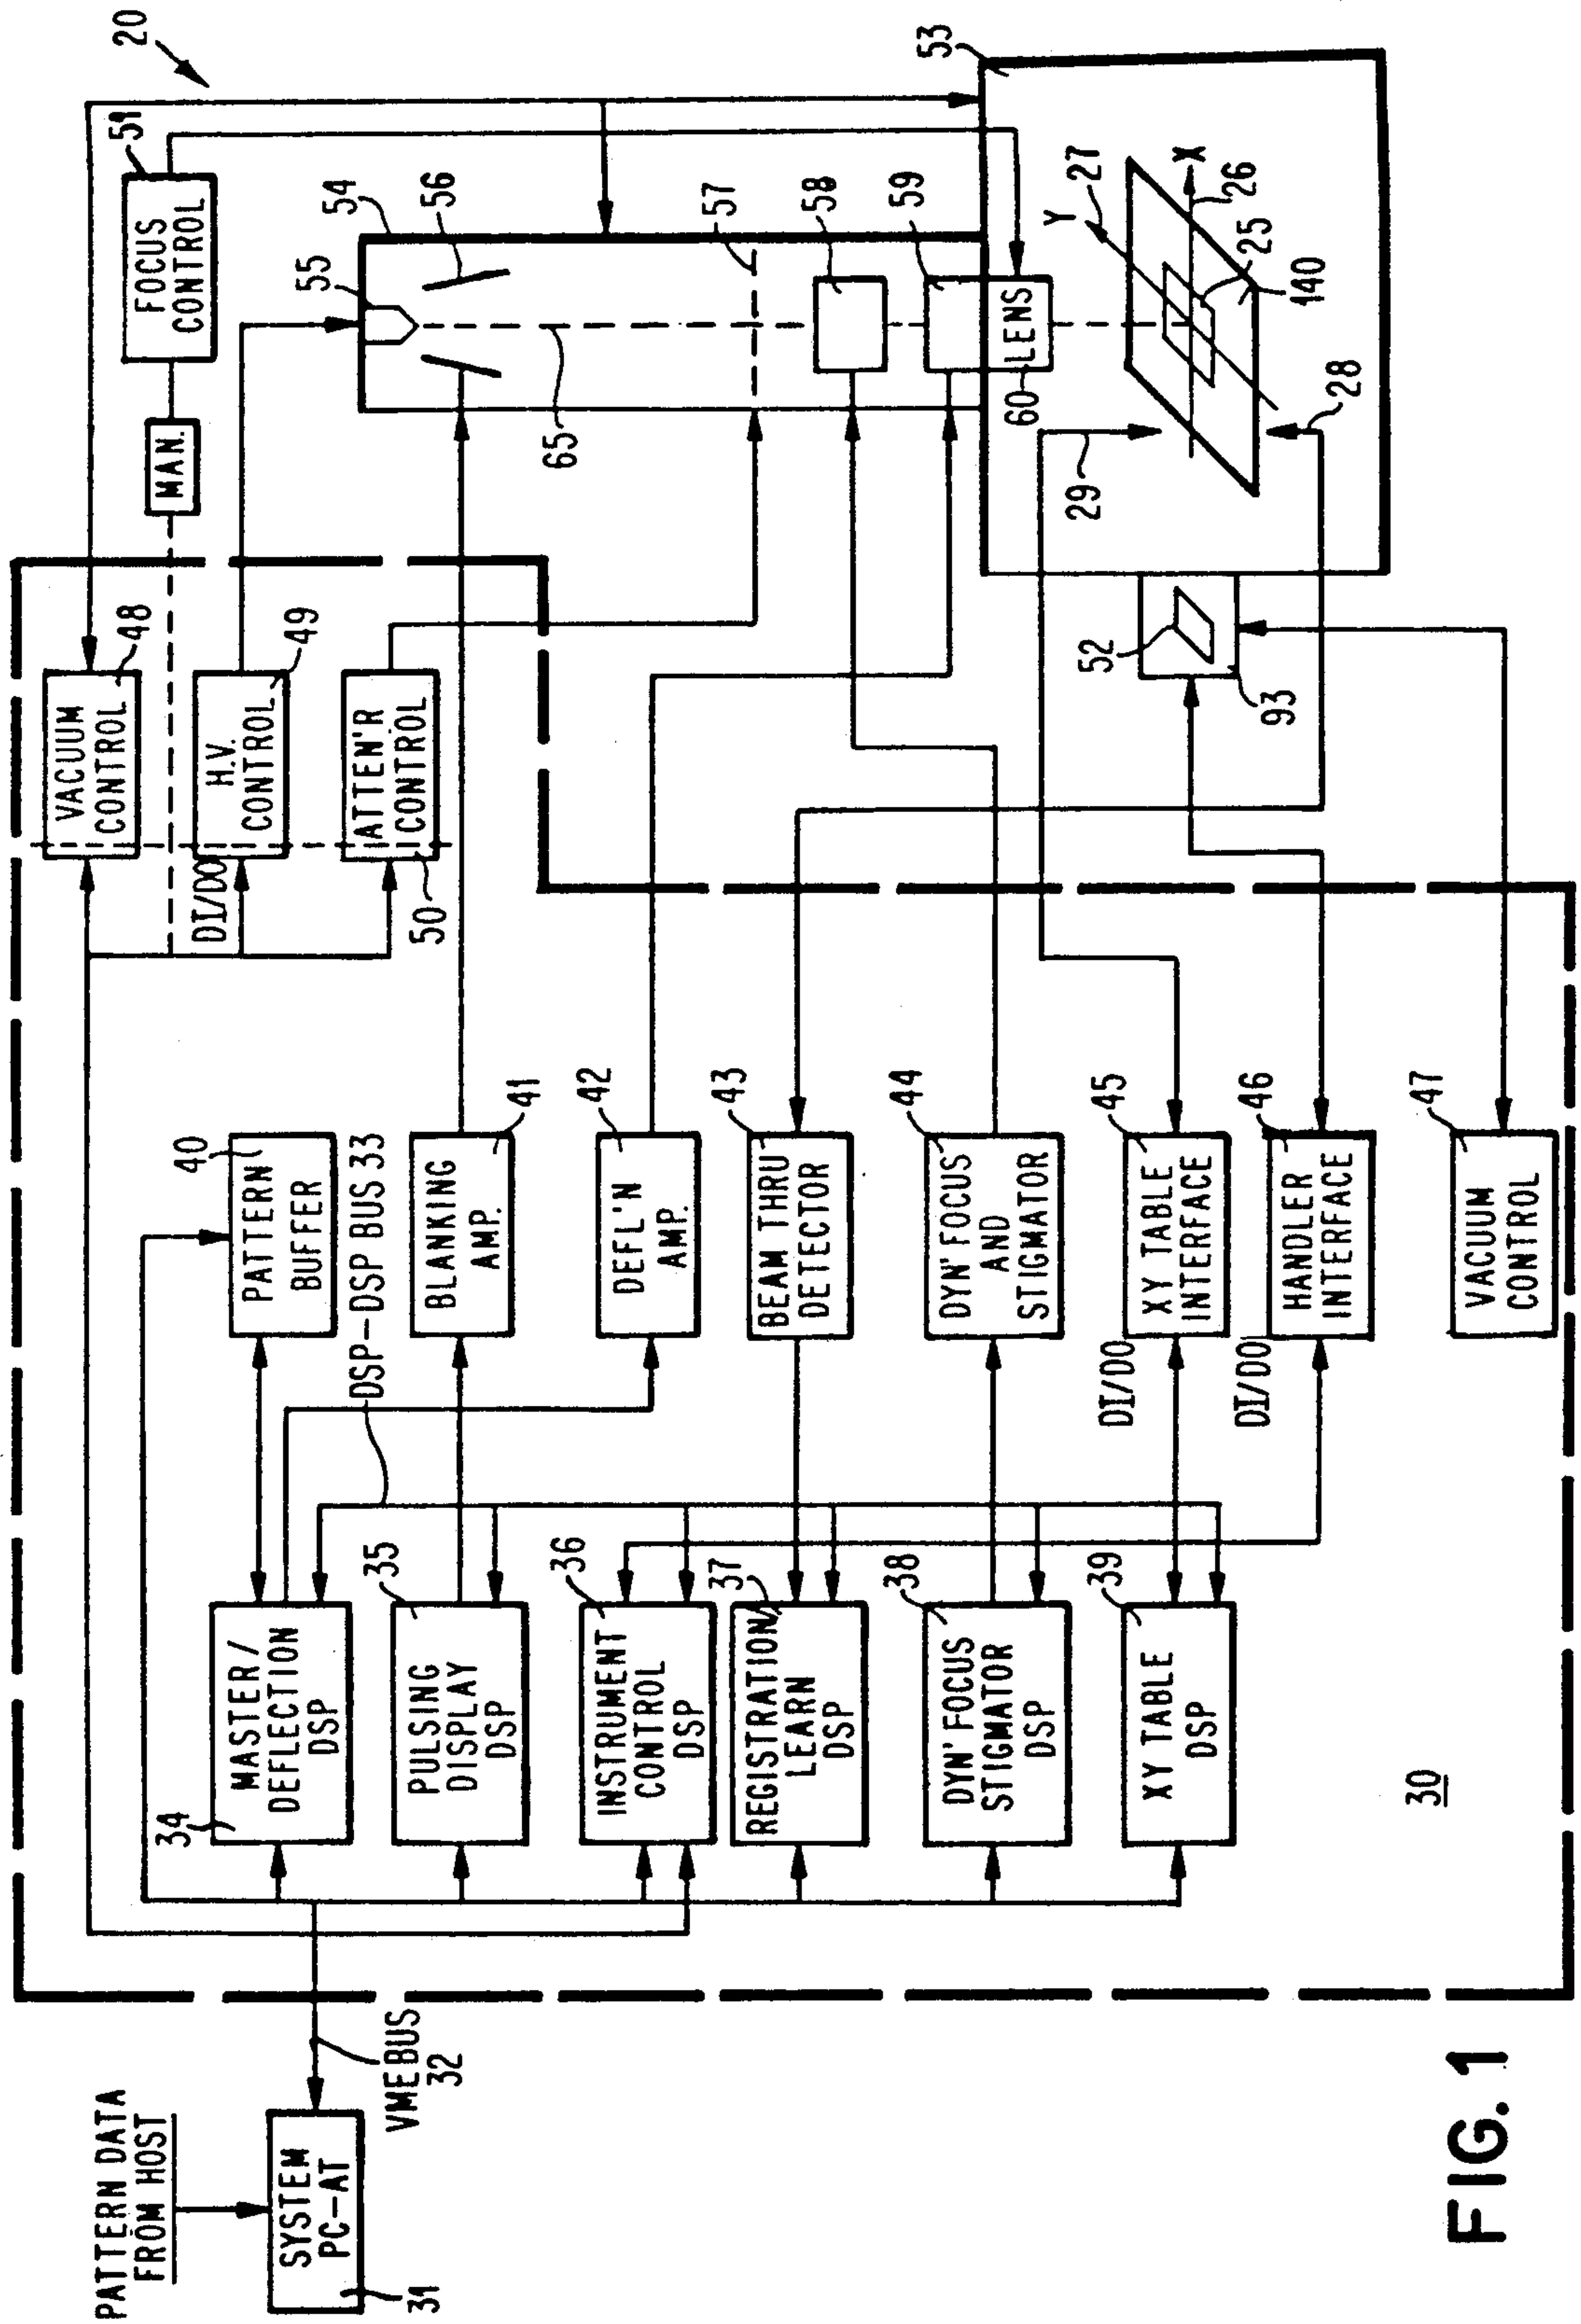 PATTERN DATA
FROM HOST
SYSTEM
PC-AT
31
VMEBUS
32
34
MASTER/
DEFLECTION
DSP
35
PULSING
DISPLAY
DSP
36
INSTRUMENT
CONTROL
DSP
37
REGISTRATION/
LEARN
DSP
38
DYN' FOCUS
STIGMATOR
DSP
39
XY TABLE
DSP
30
40
PATTERN
BUFFER
DSP-DSP BUS 33
BLANKING
AMP.
41
42
DEFL'N
AMP.
43
BEAM THRU
DETECTOR
44
DYN' FOCUS
AND
STIGMATOR
45
XY TABLE
INTERFACE
DI/DO
46
HANDLER
INTERFACE
DI/DO
47
VACUUM
CONTROL
VACUUM
CONTROL
48
DI/DO
H.V.
CONTROL
49
ATTEN'R
CONTROL
50
MAN.
FOCUS
CONTROL
51
20
54
55
56
65
57
58
59
LENS
60
53
52
93
29
28
Y
27
X
26
25
140
FIG. 1